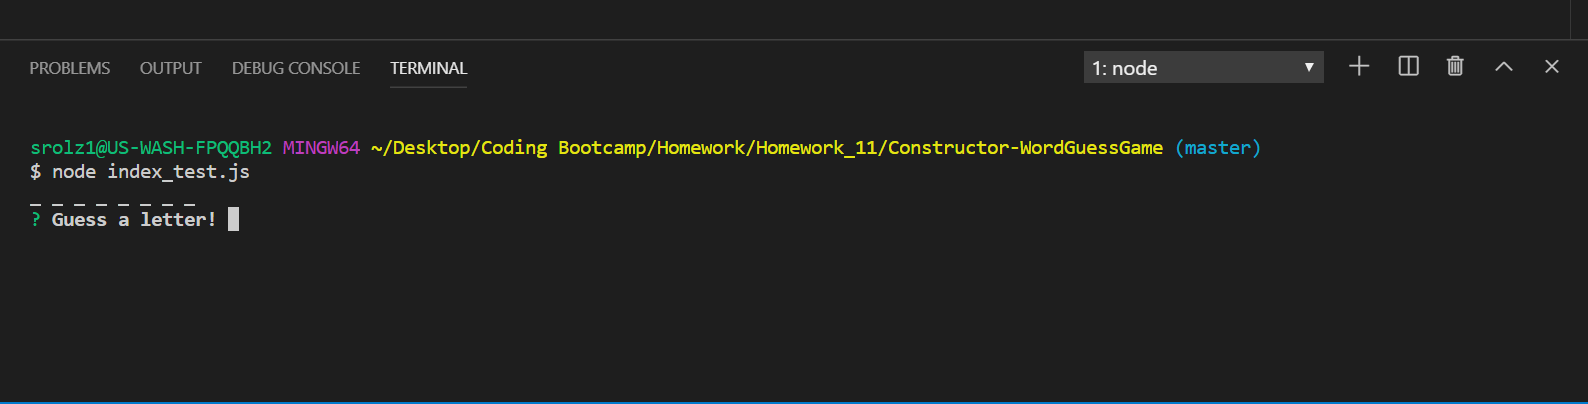 PROBLEMS OUTPUT DEBUG CONSOLE TERMINAL 1: node
srolz1@US-WASH-FPQQBH2 MINGW64 ~/Desktop/Coding Bootcamp/Homework/Homework_11/Constructor-WordGuessGame (master)
$ node index_test.js
_ _ _ _ _ _ _ _
? Guess a letter!